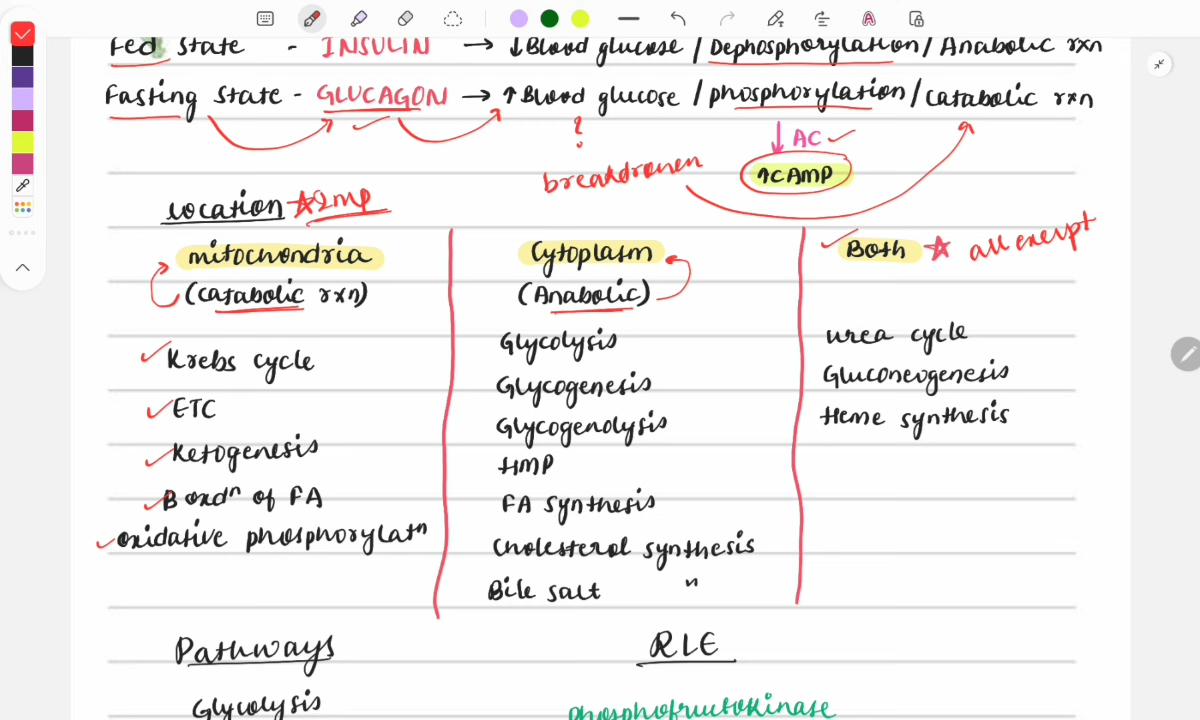 Fed state - INSULIN → ↓Blood glucose / Dephosphorylation / Anabolic rxn
Fasting state - GLUCAGON → ↑Blood glucose / phosphorylation / catabolic rxn
?
↓ AC ✓
↑CAMP
breakdronen
location ☆Imp
mitochondria
(catabolic rxn)
✓ Krebs cycle
✓ ETC
✓ Ketogenesis
✓ B oxdⁿ of FA
✓ oxidative phosphorylatⁿ
Cytoplasm
(Anabolic)
Glycolysis
Glycogenesis
Glycogenolysis
HMP
FA synthesis
Cholesterol synthesis
Bile salt "
✓ Both ☆ all except
urea cycle
Gluconeogenesis
Heme synthesis
Pathways RLE
Glycolysis phosphofructokinase